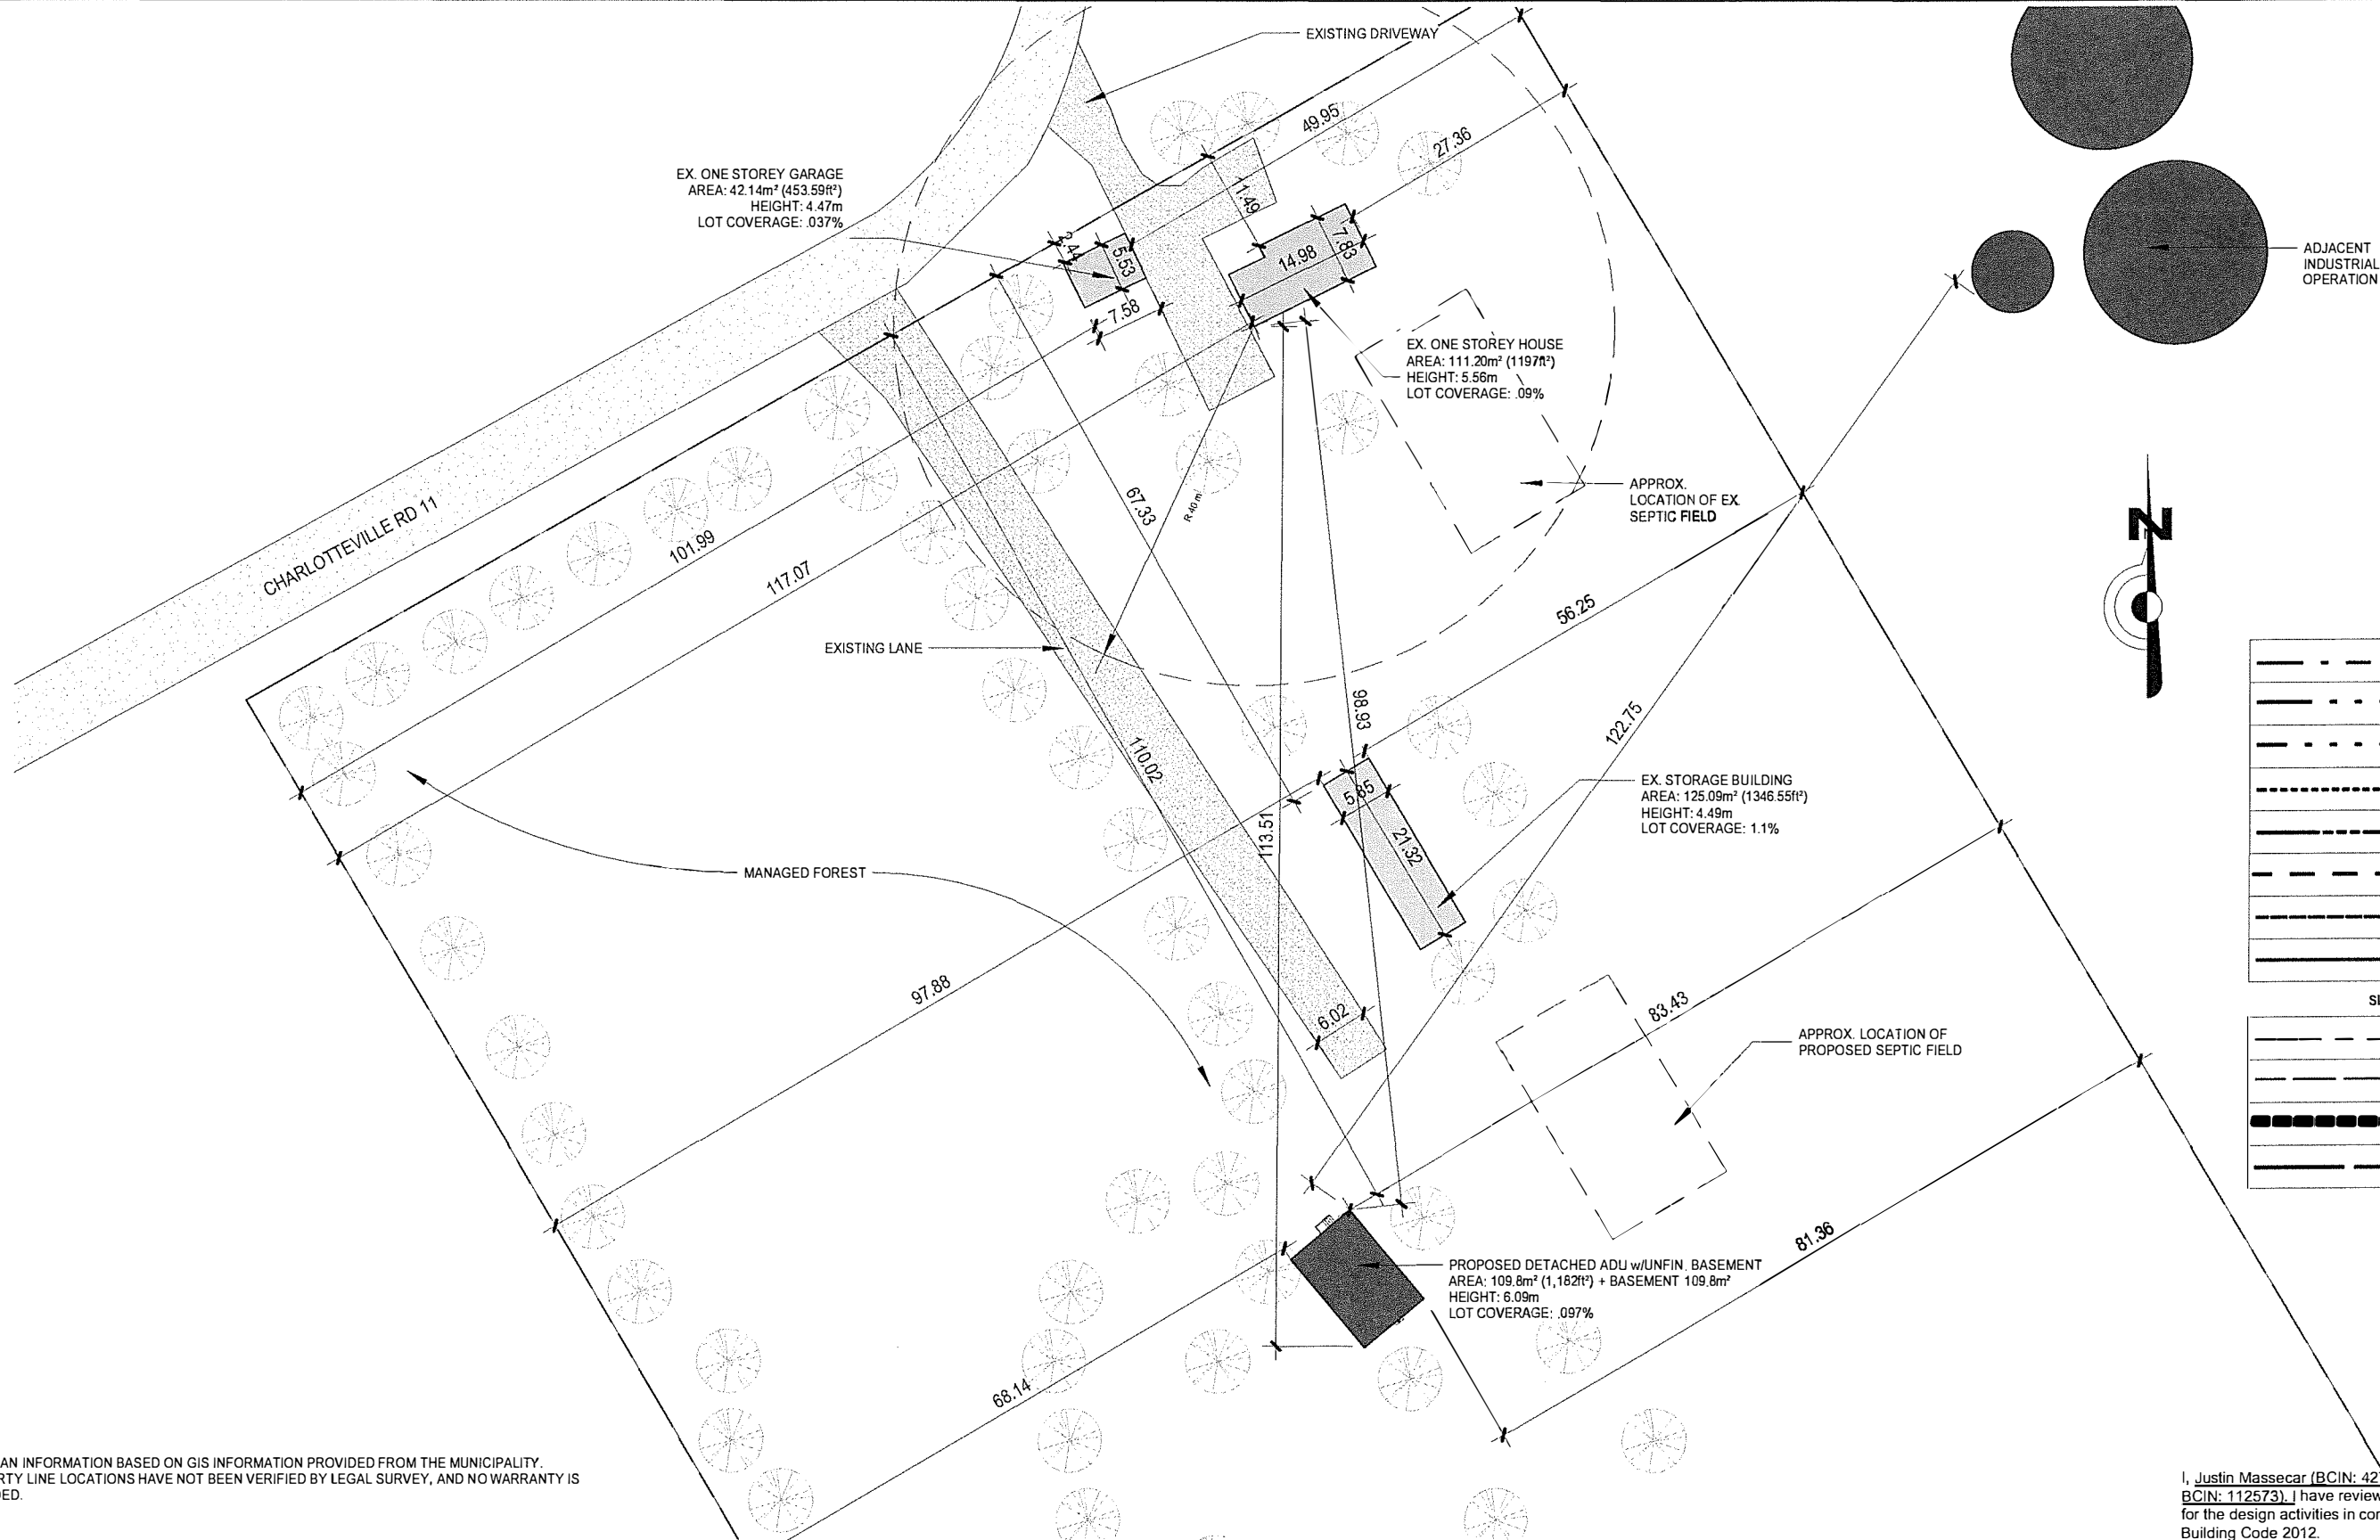 EXISTING DRIVEWAY
49.95
27.36
EX. ONE STOREY GARAGE
AREA: 42.14m² (453.59ft²)
HEIGHT: 4.47m
LOT COVERAGE: .037%
11.49
2.44
5.53
7.58
14.98
7.83
ADJACENT
INDUSTRIAL
OPERATION
EX. ONE STOREY HOUSE
AREA: 111.20m² (1197ft²)
HEIGHT: 5.56m
LOT COVERAGE: .09%
APPROX.
LOCATION OF EX.
SEPTIC FIELD
N
CHARLOTTEVILLE RD 11
101.99
117.07
67.33
R 40 m
EXISTING LANE
56.25
98.93
122.75
110.02
113.51
5.85
21.32
EX. STORAGE BUILDING
AREA: 125.09m² (1346.55ft²)
HEIGHT: 4.49m
LOT COVERAGE: 1.1%
MANAGED FOREST
97.88
6.02
83.43
APPROX. LOCATION OF
PROPOSED SEPTIC FIELD
81.36
PROPOSED DETACHED ADU w/UNFIN. BASEMENT
AREA: 109.8m² (1,182ft²) + BASEMENT 109.8m²
HEIGHT: 6.09m
LOT COVERAGE: .097%
68.14
AN INFORMATION BASED ON GIS INFORMATION PROVIDED FROM THE MUNICIPALITY.
RTY LINE LOCATIONS HAVE NOT BEEN VERIFIED BY LEGAL SURVEY, AND NO WARRANTY IS
ED.
I, Justin Massecar (BCIN: 42
BCIN: 112573). I have review
for the design activities in cor
Building Code 2012.